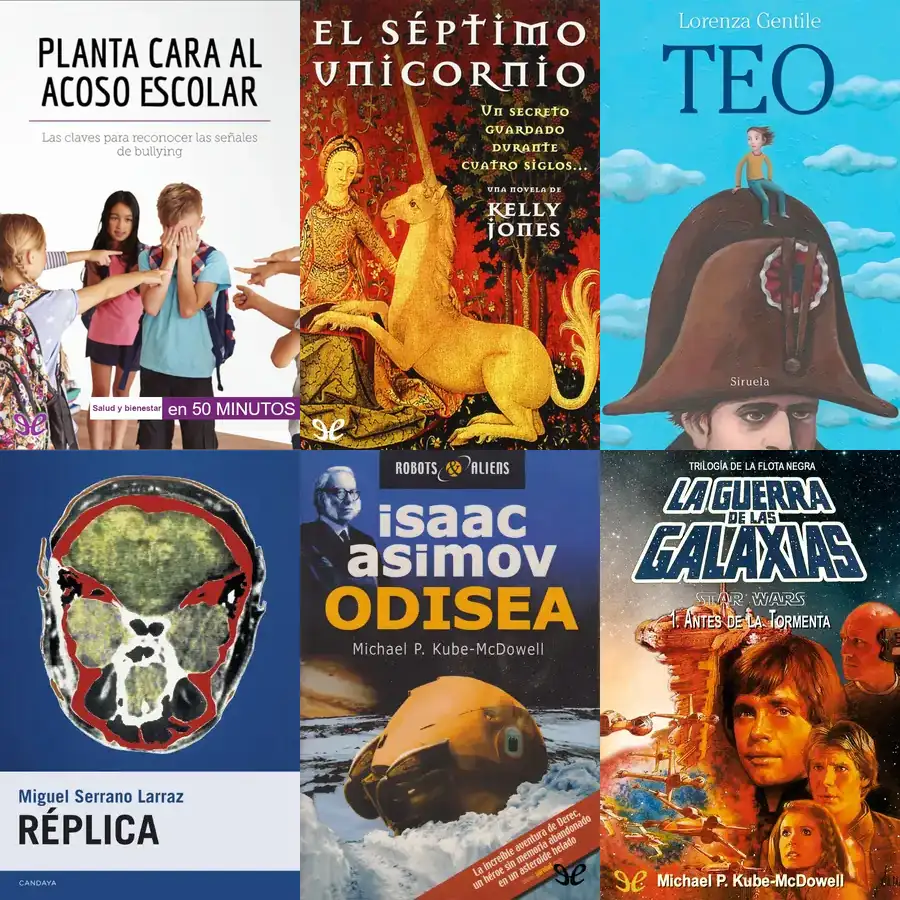 PLANTA CARA AL
ACOSO ESCOLAR
Las claves para reconocer las señales
de bullying
Salud y bienestar en 50 MINUTOS
EL SÉPTIMO
UNICORNIO
UN SECRETO
GUARDADO
DURANTE
CUATRO SIGLOS...
UNA NOVELA DE
KELLY
JONES
Lorenza Gentile
TEO
Siruela
Miguel Serrano Larraz
RÉPLICA
CANDAYA
ROBOTS & ALIENS
isaac
asimov
ODISEA
Michael P. Kube-McDowell
La increíble aventura de Derec,
un héroe sin memoria abandonado
en un asteroide helado
TRILOGÍA DE LA FLOTA NEGRA
LA GUERRA
DE LAS
GALAXIAS
STAR WARS
1. ANTES DE LA TORMENTA
Michael P. Kube-McDowell